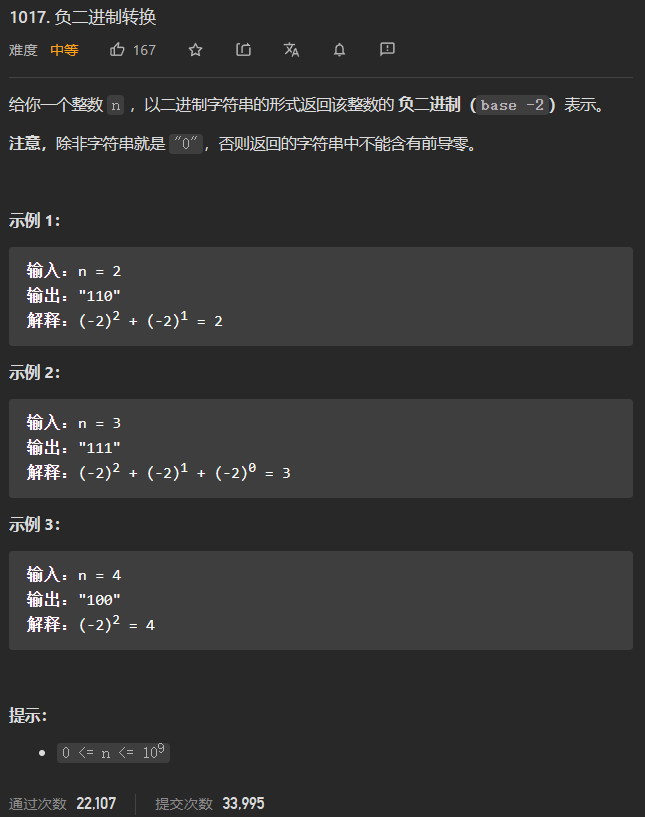 1017. 负二进制转换
难度 中等 167
给你一个整数 n ，以二进制字符串的形式返回该整数的 负二进制（base -2）表示。
注意，除非字符串就是 "0"，否则返回的字符串中不能含有前导零。
示例 1：
输入：n = 2
输出："110"
解释：(-2)² + (-2)¹ = 2
示例 2：
输入：n = 3
输出："111"
解释：(-2)² + (-2)¹ + (-2)⁰ = 3
示例 3：
输入：n = 4
输出："100"
解释：(-2)² = 4
提示：
0 <= n <= 10⁹
通过次数 22,107 提交次数 33,995